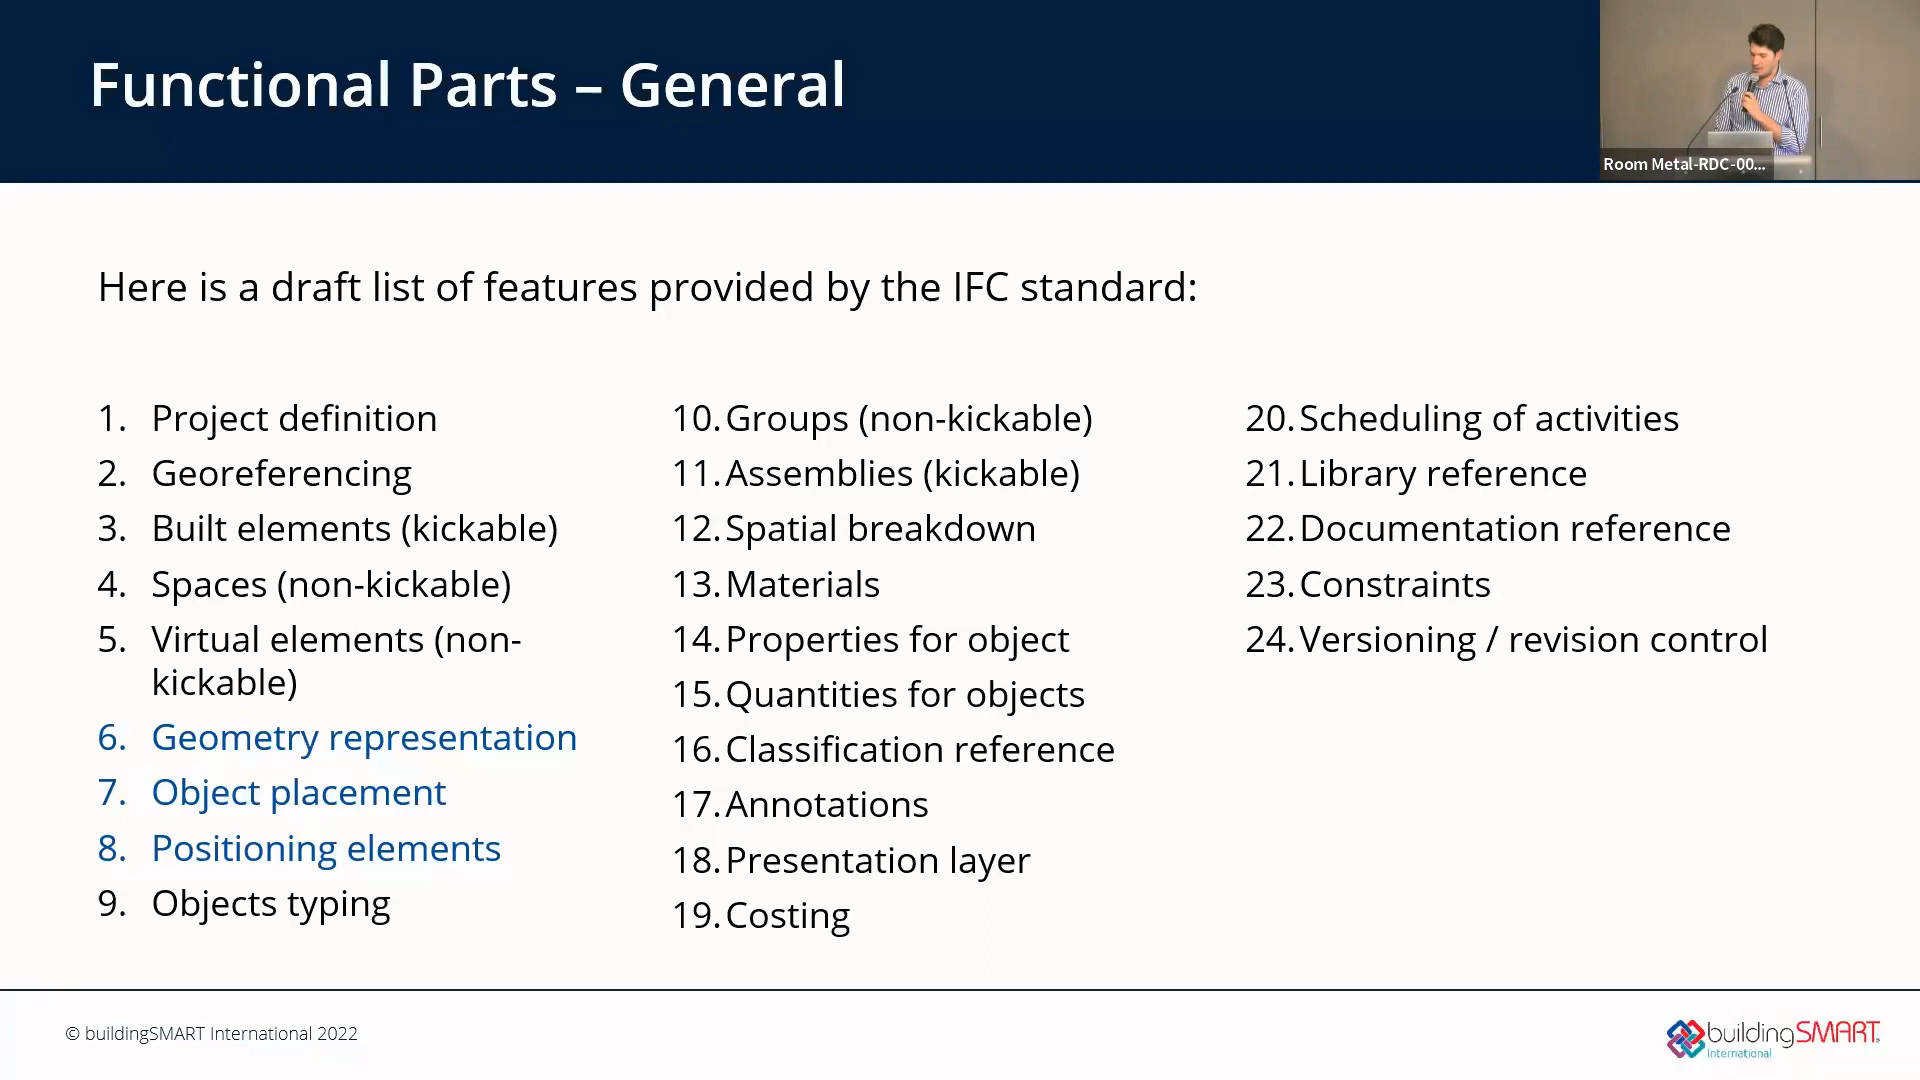 Functional Parts – General
Room Metal-RDC-00...
Here is a draft list of features provided by the IFC standard:
1. Project definition
2. Georeferencing
3. Built elements (kickable)
4. Spaces (non-kickable)
5. Virtual elements (non-
kickable)
6. Geometry representation
7. Object placement
8. Positioning elements
9. Objects typing
10. Groups (non-kickable)
11. Assemblies (kickable)
12. Spatial breakdown
13. Materials
14. Properties for object
15. Quantities for objects
16. Classification reference
17. Annotations
18. Presentation layer
19. Costing
20. Scheduling of activities
21. Library reference
22. Documentation reference
23. Constraints
24. Versioning / revision control
© buildingSMART International 2022
buildingSMART
International